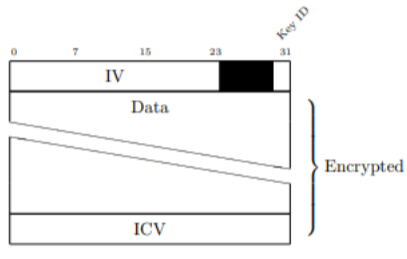 Key ID
0 7 15 23 31
IV
Data
Encrypted
ICV